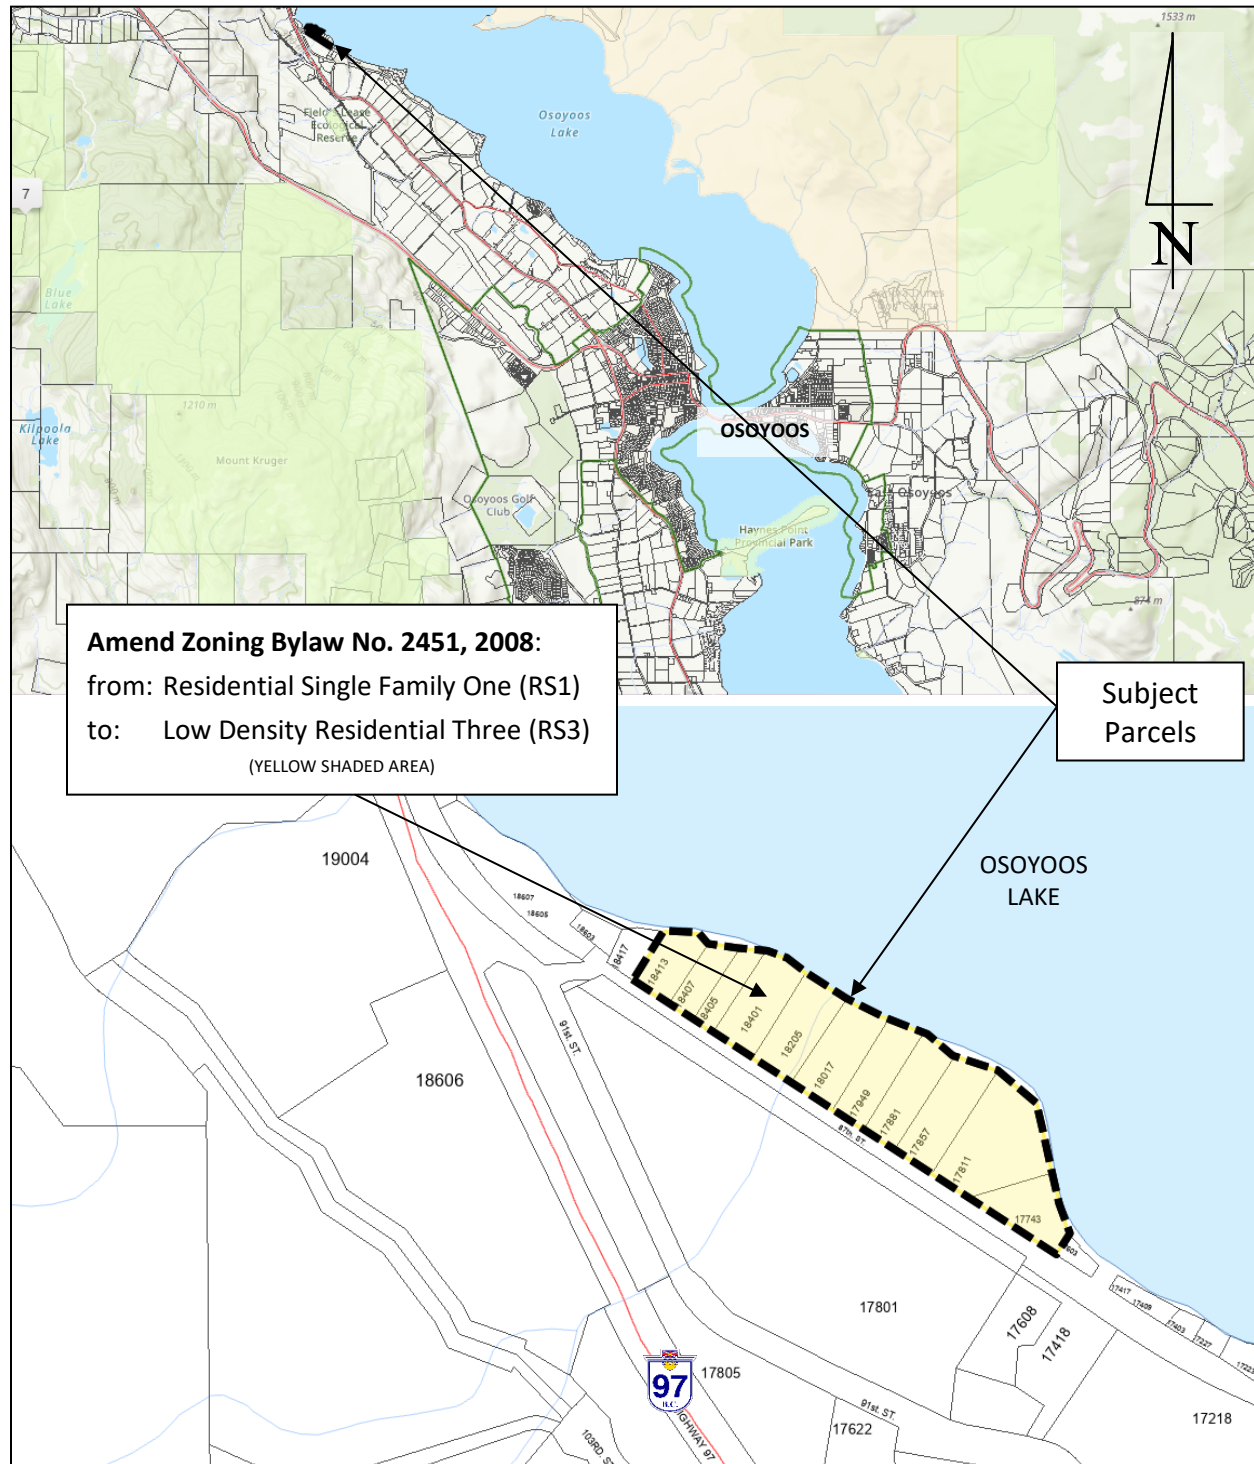 1533 m
Osoyoos
Lake
Field's Lease
Ecological
Reserve
7
N
Blue
Lake
OSOYOOS
1210 m
Kilpoola
Lake
Mount Kruger
Osoyoos Golf
Club
East Osoyoos
Haynes Point
Provincial Park
874 m
Amend Zoning Bylaw No. 2451, 2008:
from: Residential Single Family One (RS1)
to: Low Density Residential Three (RS3)
(YELLOW SHADED AREA)
Subject
Parcels
OSOYOOS
LAKE
19004
18607
18605
18603
18417
18413
18407
18405
18401
18205
18017
17949
17881
17857
17811
17743
87th. ST.
91st. ST.
18606
17801
17417
17409
17403
17227
17223
17608
17418
17805
97
B.C.
HIGHWAY 97
91st. ST.
17622
17218
103RD. ST